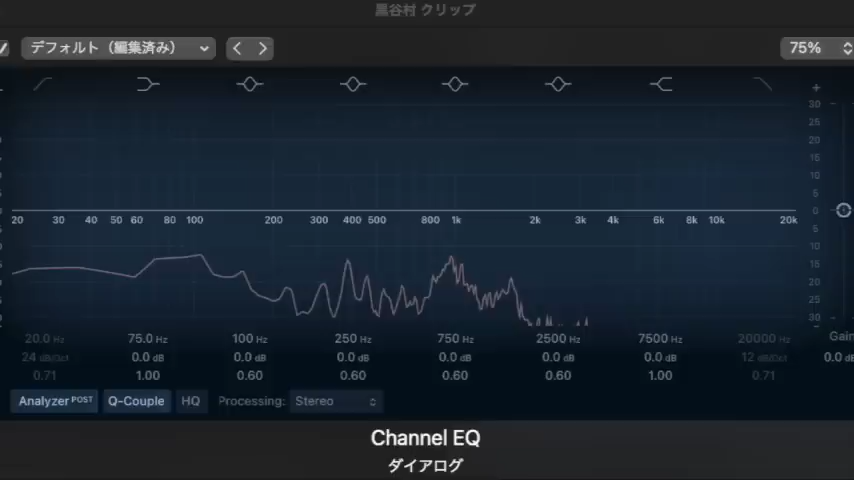 黒谷村 クリップ
デフォルト（編集済み） 75%
+
30
25
20
15
10
5
0
20 30 40 50 60 80 100 200 300 400 500 800 1k 2k 3k 4k 6k 8k 10k 20k
5
10
15
20
25
30
20.0 Hz 75.0 Hz 100 Hz 250 Hz 750 Hz 2500 Hz 7500 Hz 20000 Hz Gain
24 dB/Oct 0.0 dB 0.0 dB 0.0 dB 0.0 dB 0.0 dB 0.0 dB 12 dB/Oct 0.0 dB
0.71 1.00 0.60 0.60 0.60 0.60 1.00 0.71
Analyzer POST Q-Couple HQ Processing: Stereo
Channel EQ
ダイアログ